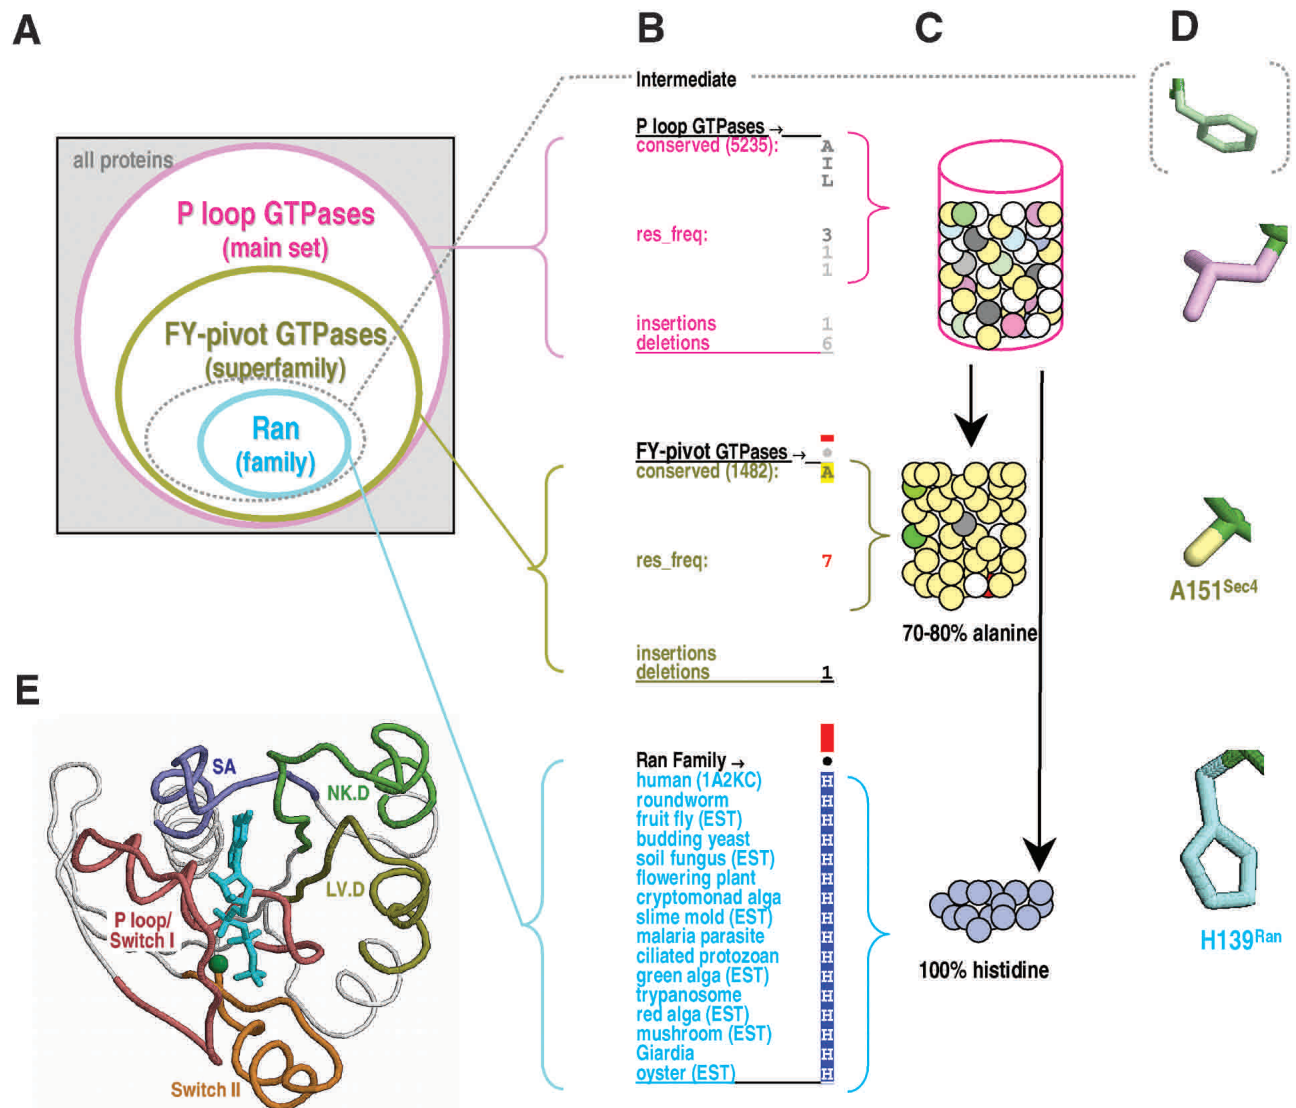 A
B
C
D
Intermediate
all proteins
P loop GTPases
(main set)
FY-pivot GTPases
(superfamily)
Ran
(family)
P loop GTPases →
conserved (5235):
A
I
L
res_freq:
3
1
1
insertions 1
deletions 6
FY-pivot GTPases →
conserved (1482): A
res_freq: 7
insertions
deletions 1
70-80% alanine
A151Sec4
Ran Family →
human (1A2KC) H
roundworm H
fruit fly (EST) H
budding yeast H
soil fungus (EST) H
flowering plant H
cryptomonad alga H
slime mold (EST) H
malaria parasite H
ciliated protozoan H
green alga (EST) H
trypanosome H
red alga (EST) H
mushroom (EST) H
Giardia H
oyster (EST) H
100% histidine
H139Ran
E
SA
NK.D
LV.D
P loop/
Switch I
Switch II